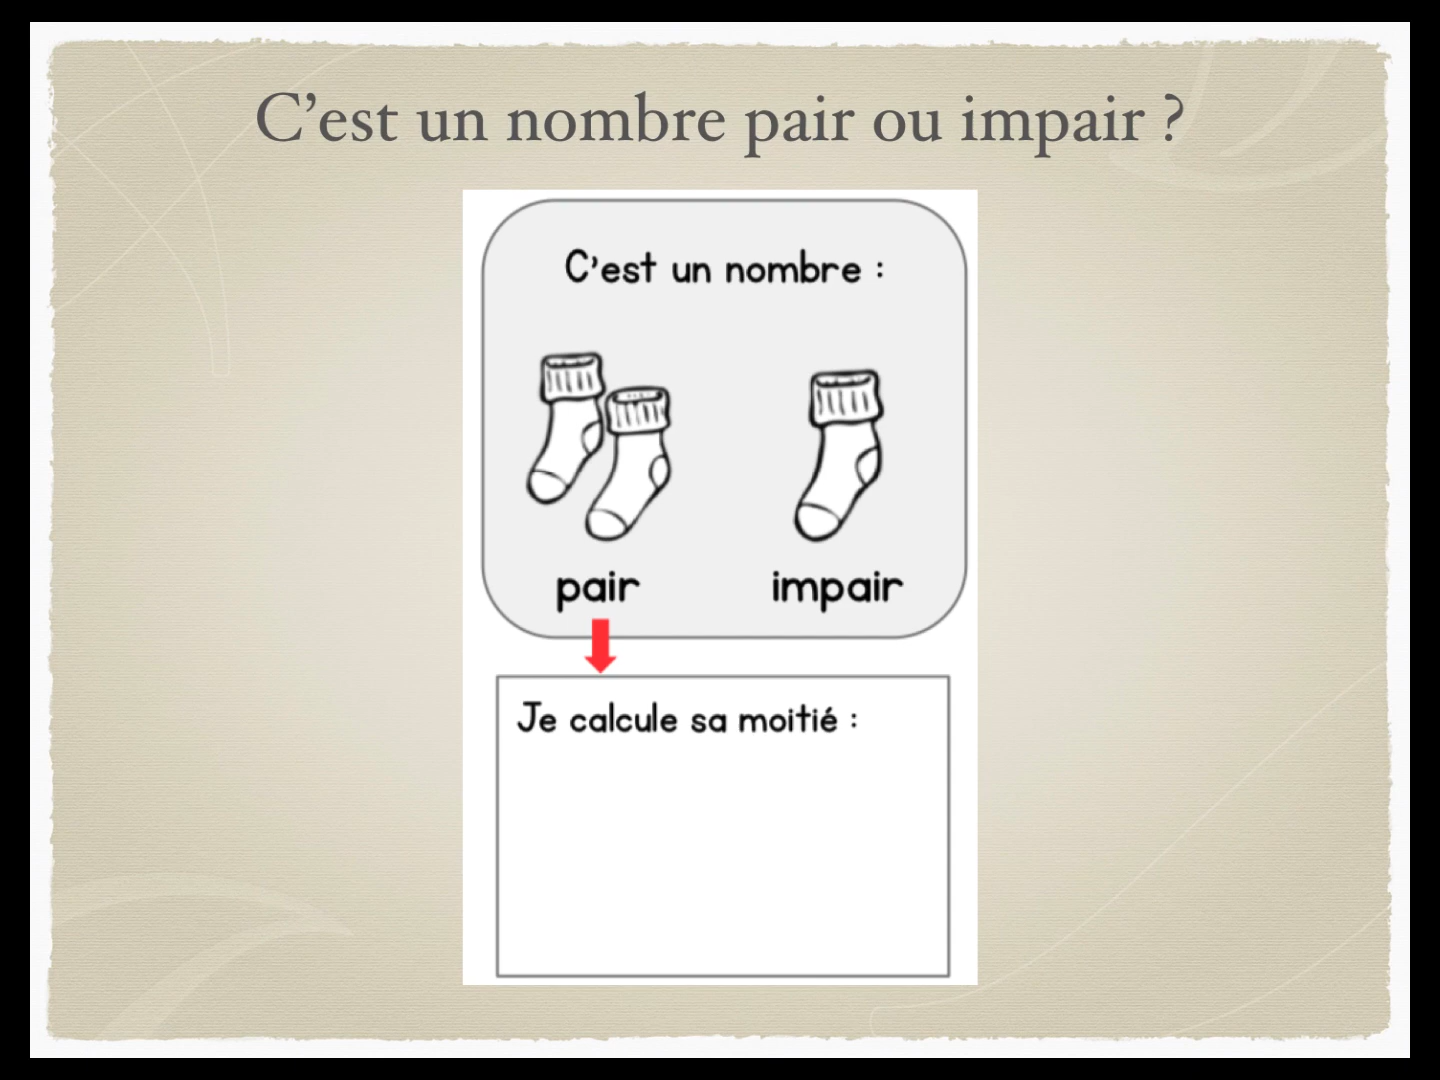 C’est un nombre pair ou impair ?
C’est un nombre :
pair impair
Je calcule sa moitié :